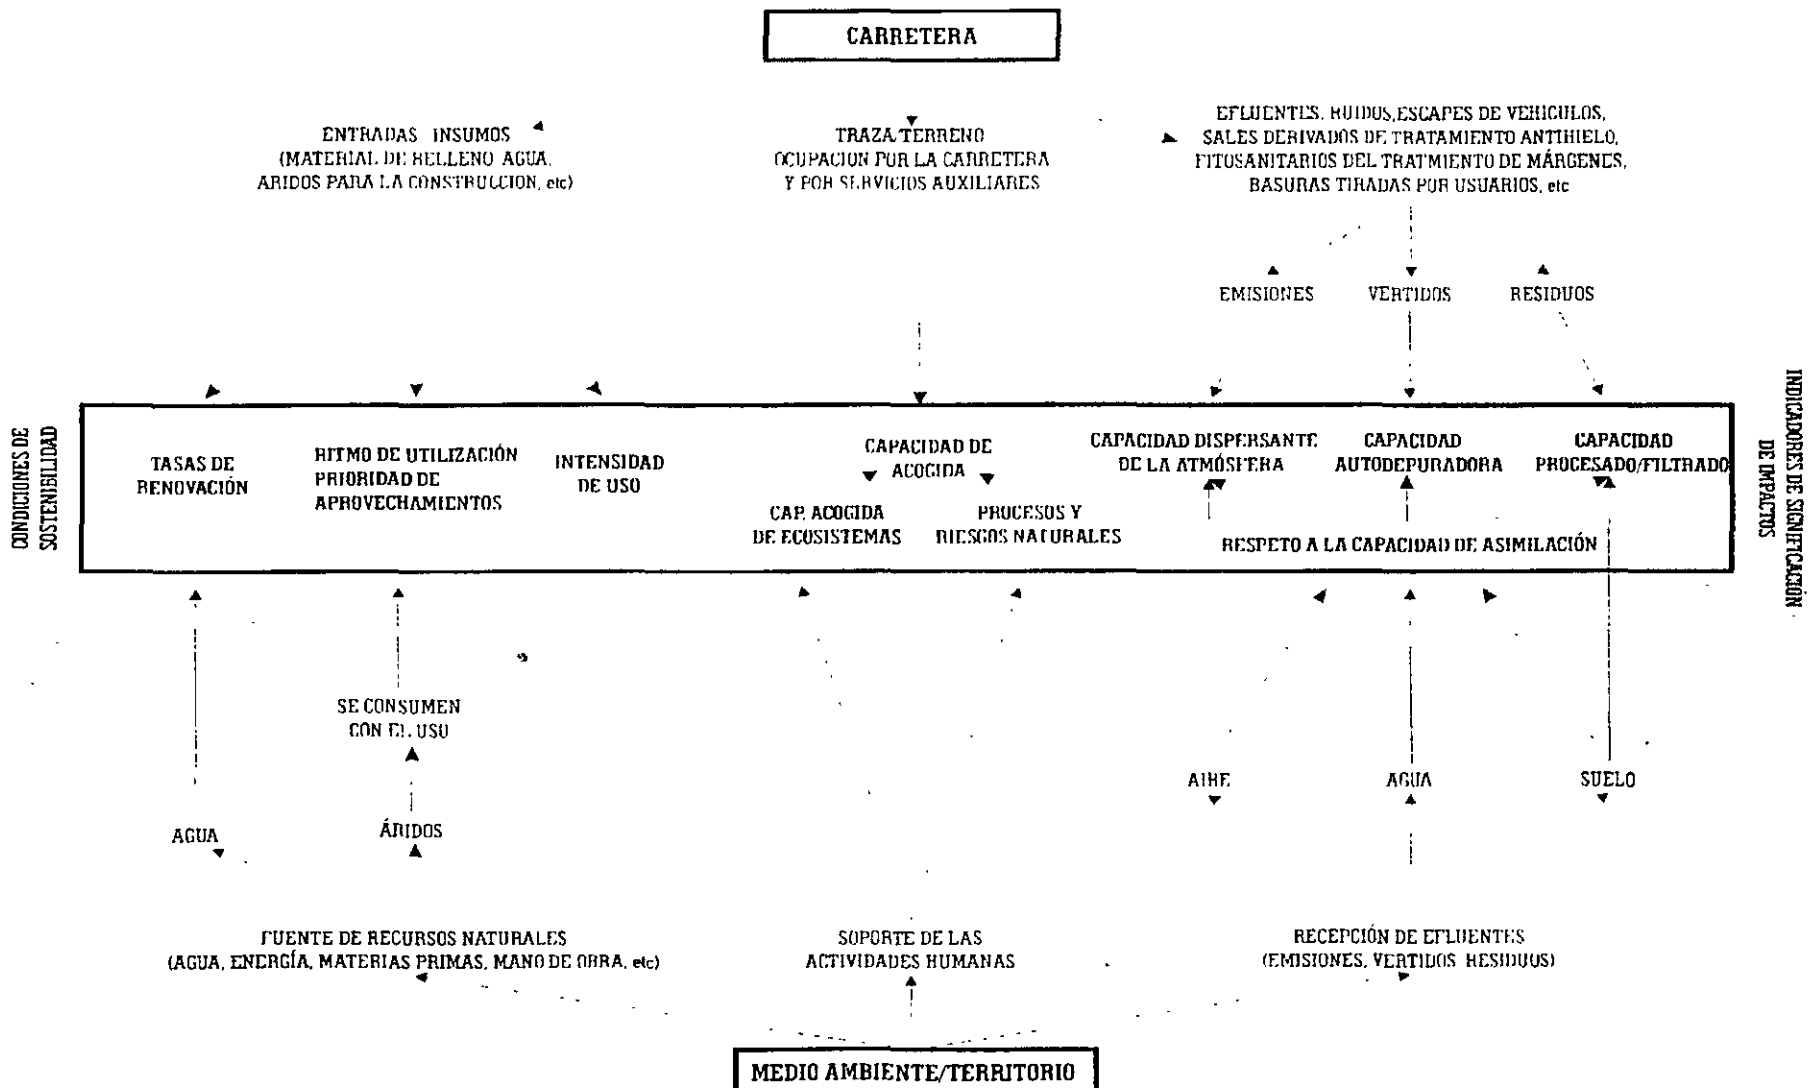 CARRETERA
ENTRADAS INSUMOS
(MATERIAL DE RELLENO AGUA,
ARIDOS PARA LA CONSTRUCCION, etc)
TRAZA/TERRENO
OCUPACION POR LA CARRETERA
Y POR SERVICIOS AUXILIARES
EFLUENTES, RUIDOS, ESCAPES DE VEHICULOS,
SALES DERIVADOS DE TRATAMIENTO ANTIHIELO,
FITOSANITARIOS DEL TRATMIENTO DE MÁRGENES,
BASURAS TIRADAS POR USUARIOS, etc
EMISIONES
VERTIDOS
RESIDUOS
CONDICIONES DE
SOSTENIBILIDAD
TASAS DE
RENOVACIÓN
RITMO DE UTILIZACIÓN
PRIORIDAD DE
APROVECHAMIENTOS
INTENSIDAD
DE USO
CAPACIDAD DE
ACOGIDA
CAP. ACOGIDA
DE ECOSISTEMAS
PROCESOS Y
RIESGOS NATURALES
CAPACIDAD DISPERSANTE
DE LA ATMÓSFERA
CAPACIDAD
AUTODEPURADORA
CAPACIDAD
PROCESADO/FILTRADO
RESPETO A LA CAPACIDAD DE ASIMILACIÓN
INDICADORES DE SIGNIFICACIÓN
DE IMPACTOS
SE CONSUMEN
CON EL USO
AGUA
ÁRIDOS
AIRE
AGUA
SUELO
FUENTE DE RECURSOS NATURALES
(AGUA, ENERGÍA, MATERIAS PRIMAS, MANO DE OBRA, etc)
SOPORTE DE LAS
ACTIVIDADES HUMANAS
RECEPCIÓN DE EFLUENTES
(EMISIONES, VERTIDOS RESIDUOS)
MEDIO AMBIENTE/TERRITORIO